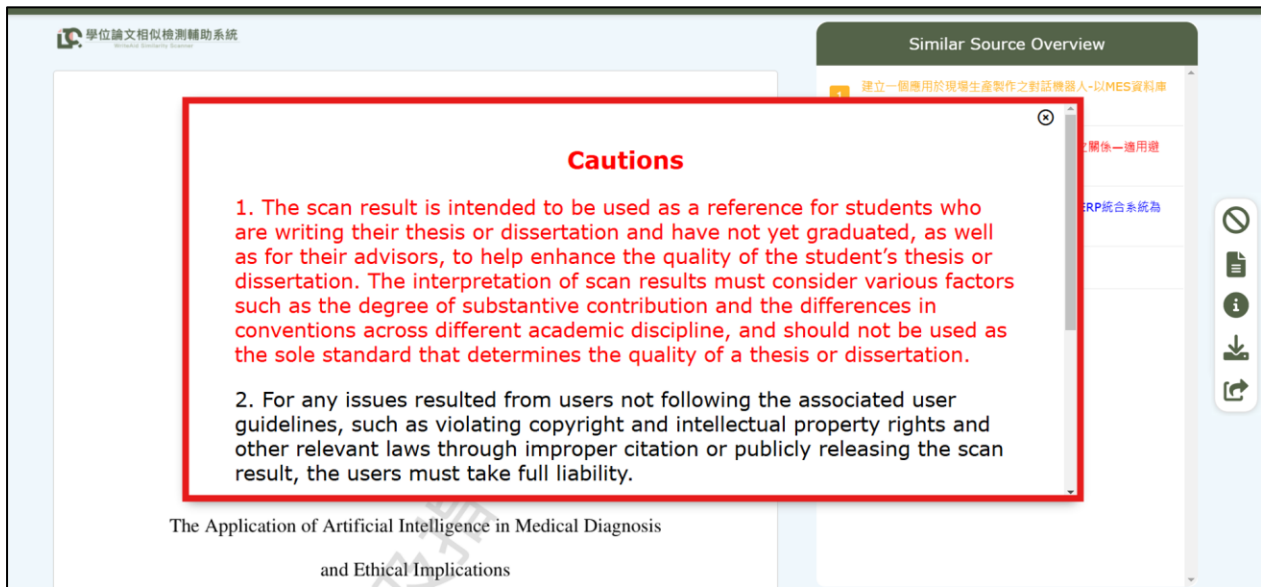 學位論文相似檢測輔助系統
Similar Source Overview
1
建立一個應用於現場生產製作之對話機器人-以MES資料庫
之關係—適用避
ERP統合系統為
Cautions
1. The scan result is intended to be used as a reference for students who
are writing their thesis or dissertation and have not yet graduated, as well
as for their advisors, to help enhance the quality of the student’s thesis or
dissertation. The interpretation of scan results must consider various factors
such as the degree of substantive contribution and the differences in
conventions across different academic discipline, and should not be used as
the sole standard that determines the quality of a thesis or dissertation.
2. For any issues resulted from users not following the associated user
guidelines, such as violating copyright and intellectual property rights and
other relevant laws through improper citation or publicly releasing the scan
result, the users must take full liability.
The Application of Artificial Intelligence in Medical Diagnosis
and Ethical Implications